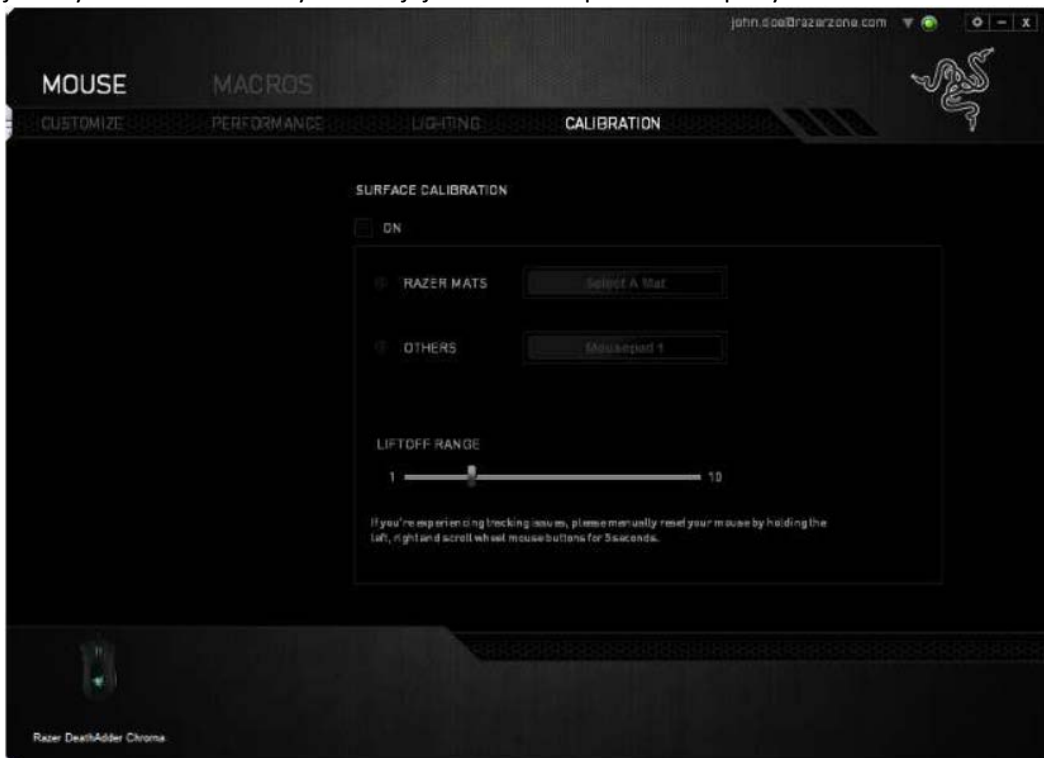 john.doe@razerzone.com
MOUSE MACROS
CUSTOMIZE PERFORMANCE LIGHTING CALIBRATION
SURFACE CALIBRATION
ON
RAZER MATS Select A Mat
OTHERS Mousepad 1
LIFTOFF RANGE
1 10
If you're experiencing tracking issues, please manually reset your mouse by holding the
left, right and scroll wheel mouse buttons for 5 seconds.
Razer DeathAdder Chroma